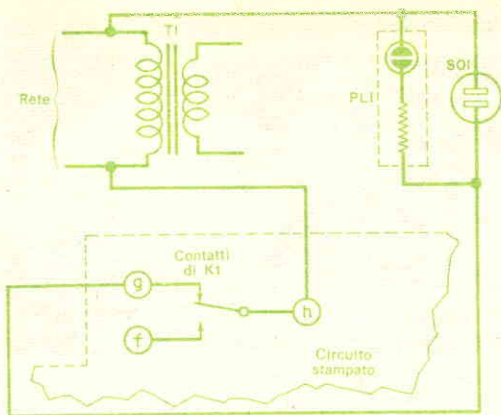 T1
Rete
PL1
SO1
Contatti
di K1
g
f
h
Circuito
stampato